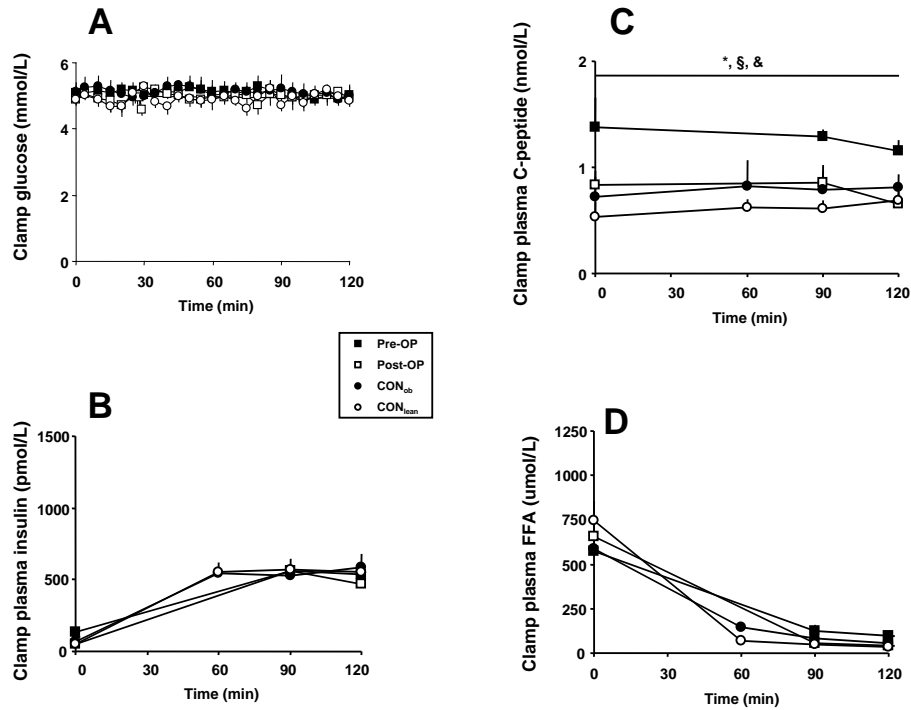 A
Clamp glucose (mmol/L)
6
4
2
0
0 30 60 90 120
Time (min)
C
Clamp plasma C-peptide (nmol/L)
*, §, &
2
1
0
0 30 60 90 120
Time (min)
Pre-OP
Post-OP
CONob
CONlean
B
Clamp plasma insulin (pmol/L)
1500
1000
500
0
0 30 60 90 120
Time (min)
D
Clamp plasma FFA (umol/L)
1250
1000
750
500
250
0
0 30 60 90 120
Time (min)